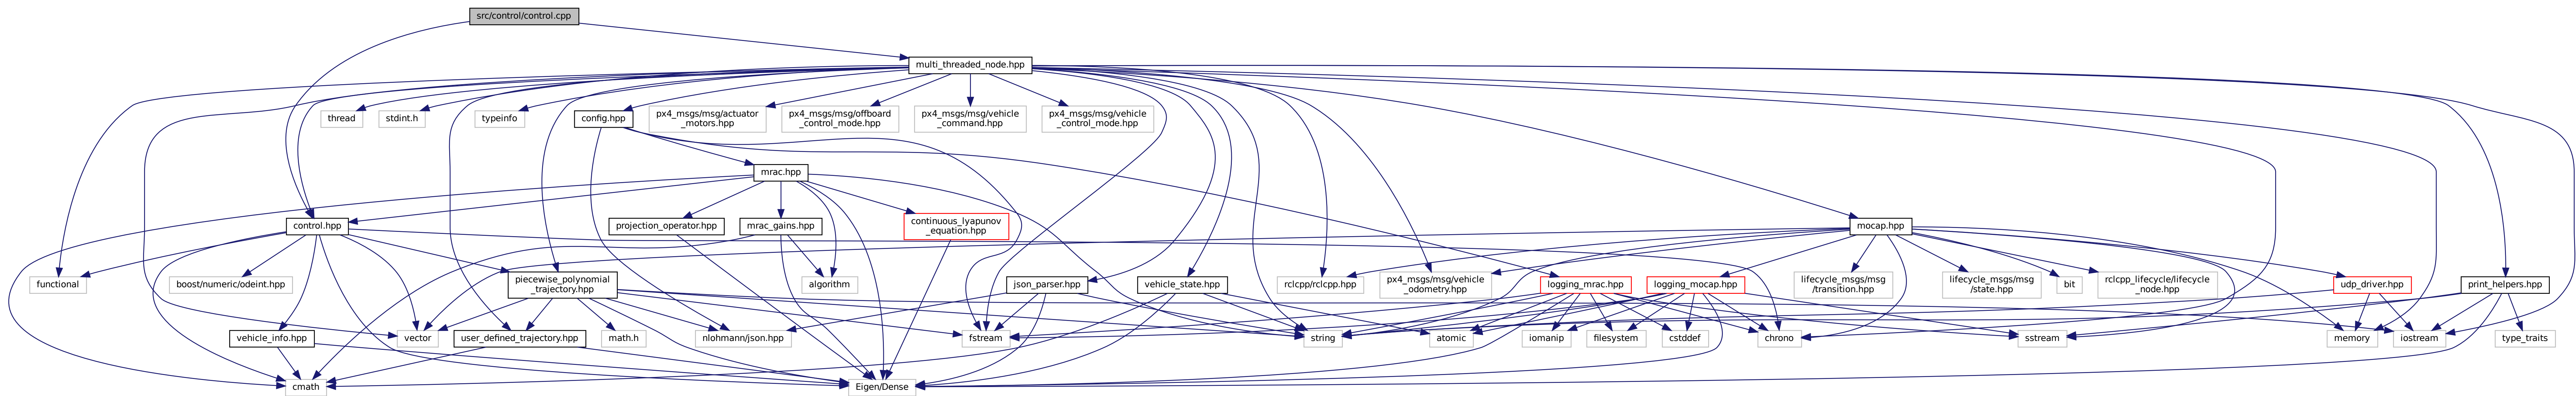 src/control/control.cpp
multi_threaded_node.hpp
thread
stdint.h
typeinfo
config.hpp
px4_msgs/msg/actuator
_motors.hpp
px4_msgs/msg/offboard
_control_mode.hpp
px4_msgs/msg/vehicle
_command.hpp
px4_msgs/msg/vehicle
_control_mode.hpp
mrac.hpp
control.hpp
projection_operator.hpp
mrac_gains.hpp
continuous_lyapunov
_equation.hpp
mocap.hpp
functional
boost/numeric/odeint.hpp
piecewise_polynomial
_trajectory.hpp
algorithm
json_parser.hpp
vehicle_state.hpp
rclcpp/rclcpp.hpp
px4_msgs/msg/vehicle
_odometry.hpp
logging_mrac.hpp
logging_mocap.hpp
lifecycle_msgs/msg
/transition.hpp
lifecycle_msgs/msg
/state.hpp
bit
rclcpp_lifecycle/lifecycle
_node.hpp
udp_driver.hpp
print_helpers.hpp
vehicle_info.hpp
vector
user_defined_trajectory.hpp
math.h
nlohmann/json.hpp
fstream
string
atomic
iomanip
filesystem
cstddef
chrono
sstream
memory
iostream
type_traits
cmath
Eigen/Dense